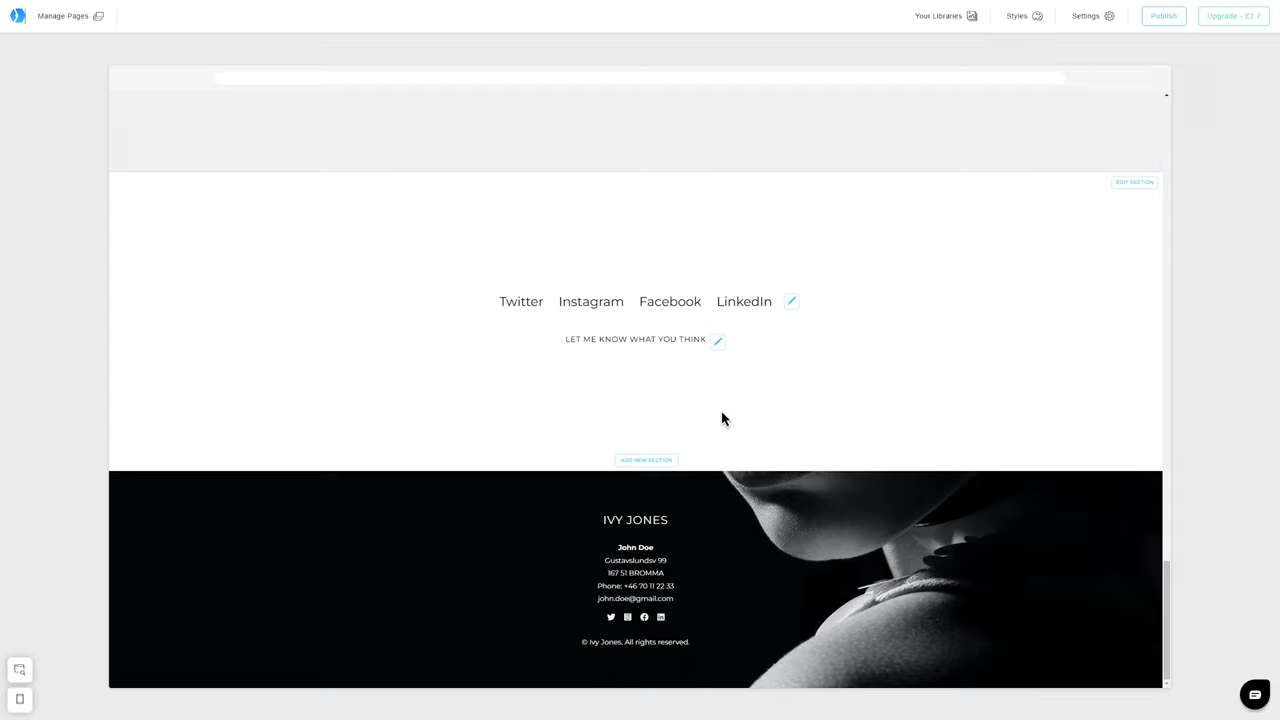 Manage Pages
Your Libraries
Styles
Settings
Publish
Upgrade - €2.7
EDIT SECTION
Twitter Instagram Facebook LinkedIn
LET ME KNOW WHAT YOU THINK
ADD NEW SECTION
IVY JONES
John Doe
Gustavslundsv 99
167 51 BROMMA
Phone: +46 70 11 22 33
john.doe@gmail.com
© Ivy Jones. All rights reserved.